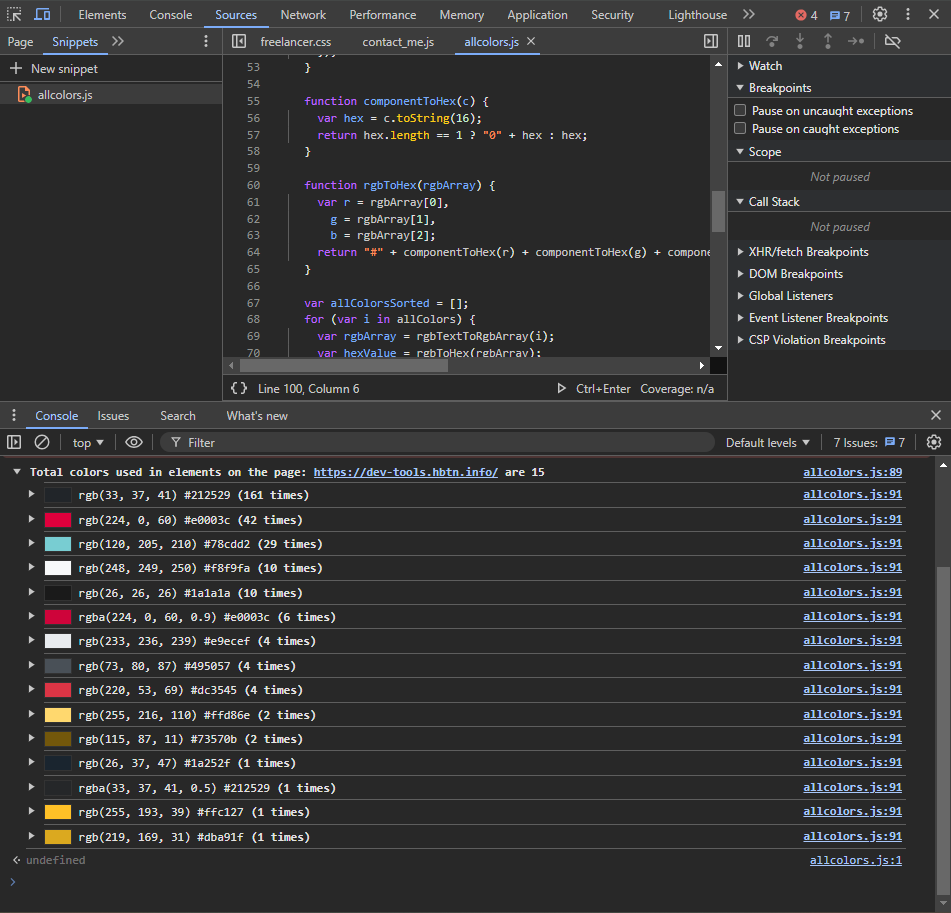 Elements Console Sources Network Performance Memory Application Security Lighthouse 4 7
Page Snippets
freelancer.css contact_me.js allcolors.js
New snippet
allcolors.js
53 }
54
55 function componentToHex(c) {
56 var hex = c.toString(16);
57 return hex.length == 1 ? "0" + hex : hex;
58 }
59
60 function rgbToHex(rgbArray) {
61 var r = rgbArray[0],
62 g = rgbArray[1],
63 b = rgbArray[2];
64 return "#" + componentToHex(r) + componentToHex(g) + compone
65 }
66
67 var allColorsSorted = [];
68 for (var i in allColors) {
69 var rgbArray = rgbTextToRgbArray(i);
70 var hexValue = rgbToHex(rgbArray);
{} Line 100, Column 6 Ctrl+Enter Coverage: n/a
Watch
Breakpoints
Pause on uncaught exceptions
Pause on caught exceptions
Scope
Not paused
Call Stack
Not paused
XHR/fetch Breakpoints
DOM Breakpoints
Global Listeners
Event Listener Breakpoints
CSP Violation Breakpoints
Console Issues Search What's new
top Filter Default levels 7 Issues: 7
Total colors used in elements on the page: https://dev-tools.hbtn.info/ are 15 allcolors.js:89
rgb(33, 37, 41) #212529 (161 times) allcolors.js:91
rgb(224, 0, 60) #e0003c (42 times) allcolors.js:91
rgb(120, 205, 210) #78cdd2 (29 times) allcolors.js:91
rgb(248, 249, 250) #f8f9fa (10 times) allcolors.js:91
rgb(26, 26, 26) #1a1a1a (10 times) allcolors.js:91
rgba(224, 0, 60, 0.9) #e0003c (6 times) allcolors.js:91
rgb(233, 236, 239) #e9ecef (4 times) allcolors.js:91
rgb(73, 80, 87) #495057 (4 times) allcolors.js:91
rgb(220, 53, 69) #dc3545 (4 times) allcolors.js:91
rgb(255, 216, 110) #ffd86e (2 times) allcolors.js:91
rgb(115, 87, 11) #73570b (2 times) allcolors.js:91
rgb(26, 37, 47) #1a252f (1 times) allcolors.js:91
rgba(33, 37, 41, 0.5) #212529 (1 times) allcolors.js:91
rgb(255, 193, 39) #ffc127 (1 times) allcolors.js:91
rgb(219, 169, 31) #dba91f (1 times) allcolors.js:91
undefined allcolors.js:1